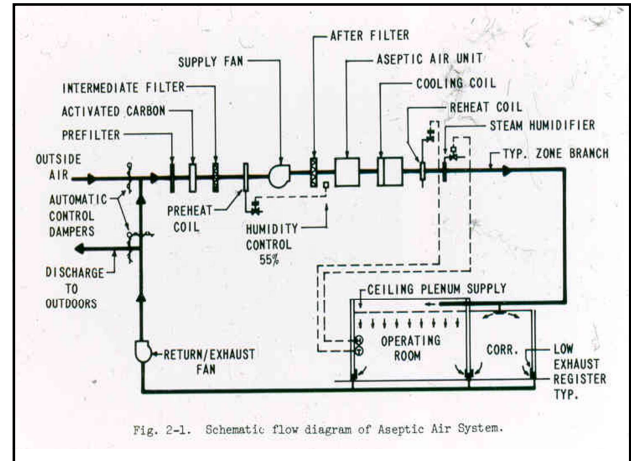 AFTER FILTER
SUPPLY FAN
ASEPTIC AIR UNIT
INTERMEDIATE FILTER
COOLING COIL
ACTIVATED CARBON
REHEAT COIL
PREFILTER
STEAM HUMIDIFIER
OUTSIDE
AIR
TYP. ZONE BRANCH
AUTOMATIC
CONTROL
DAMPERS
PREHEAT
COIL
HUMIDITY
CONTROL
55%
DISCHARGE
TO
OUTDOORS
CEILING PLENUM SUPPLY
OPERATING
ROOM
CORR.
LOW
EXHAUST
REGISTER
TYP.
RETURN/EXHAUST
FAN
Fig. 2-1. Schematic flow diagram of Aseptic Air System.